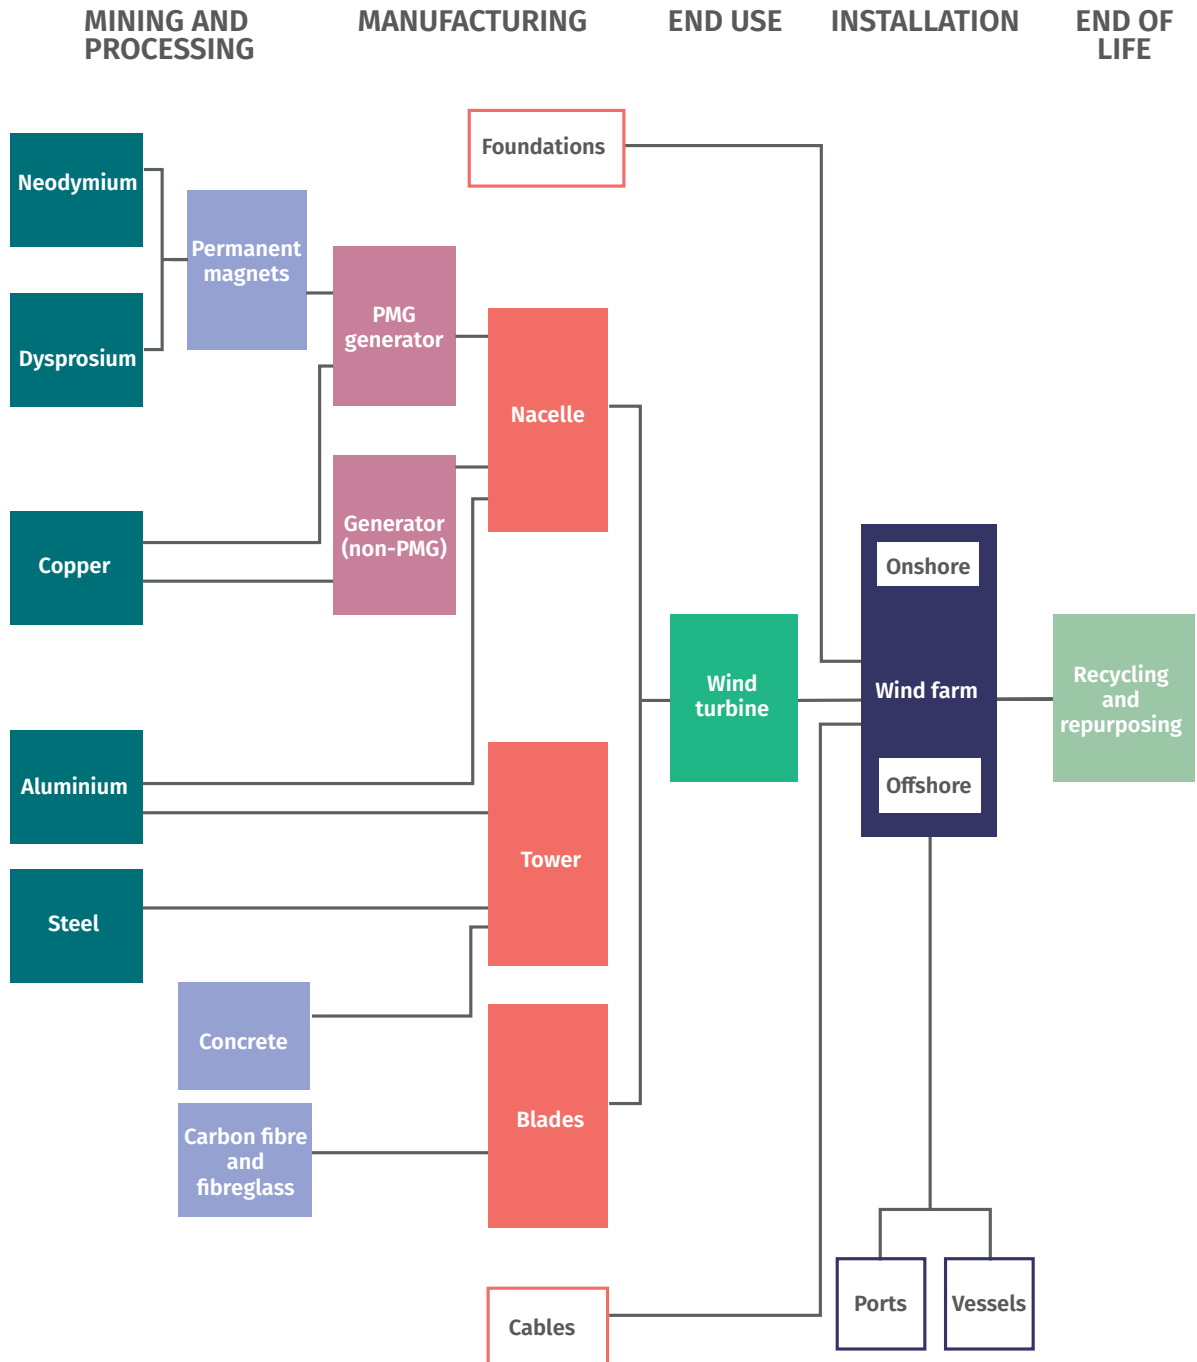 MINING AND
PROCESSING
MANUFACTURING
END USE
INSTALLATION
END OF
LIFE
Foundations
Neodymium
Permanent
magnets
PMG
generator
Dysprosium
Nacelle
Generator
(non-PMG)
Copper
Onshore
Wind
turbine
Wind farm
Recycling
and
repurposing
Aluminium
Offshore
Tower
Steel
Concrete
Blades
Carbon fibre
and
fibreglass
Ports
Vessels
Cables